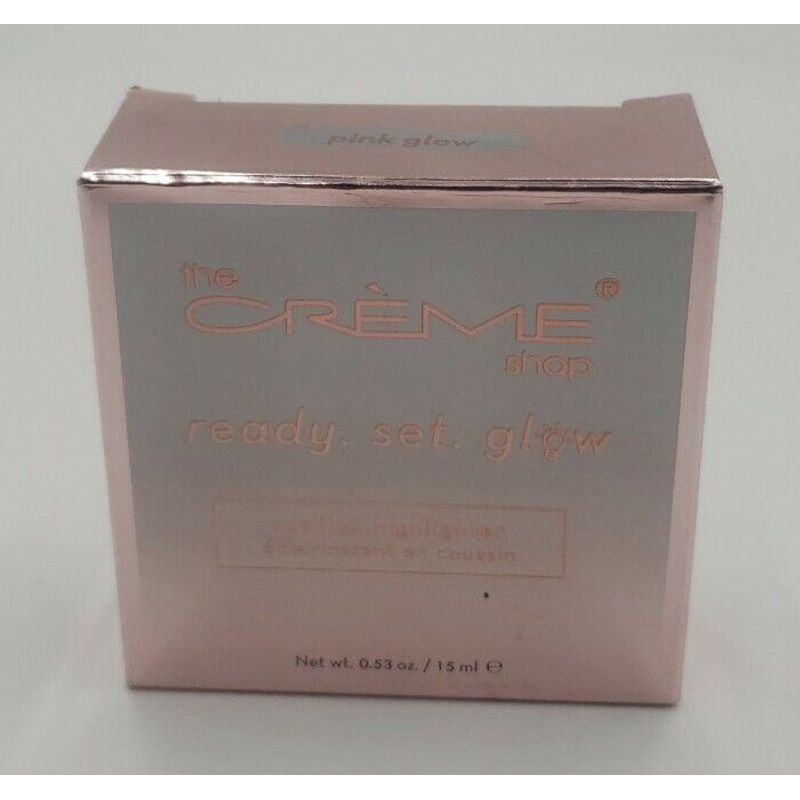 pink glow
the
CRÈME®
shop
ready. set. glow
cushion highlighter
éclaircissant en coussin
Net wt. 0.53 oz. / 15 ml ℮